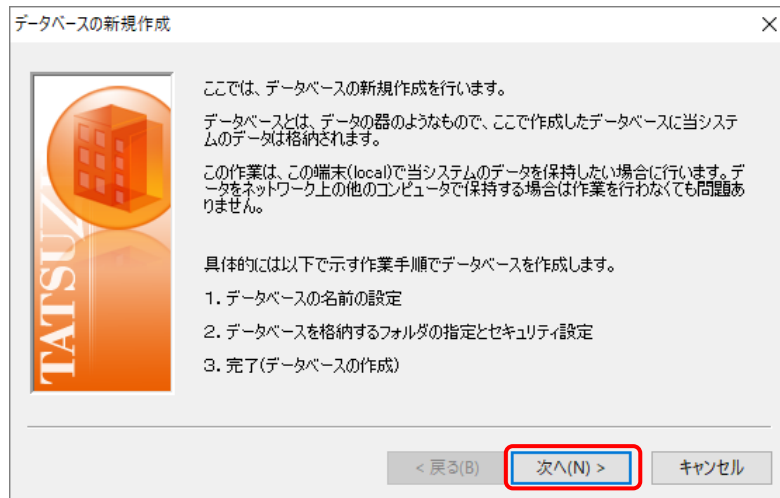 データベースの新規作成
ここでは、データベースの新規作成を行います。
データベースとは、データの器のようなもので、ここで作成したデータベースに当システ
ムのデータは格納されます。
この作業は、この端末(local)で当システムのデータを保持したい場合に行います。デ
ータをネットワーク上の他のコンピュータで保持する場合は作業を行わなくても問題あ
りません。
具体的には以下で示す作業手順でデータベースを作成します。
1. データベースの名前の設定
2. データベースを格納するフォルダの指定とセキュリティ設定
3. 完了(データベースの作成)
TATSUZI
< 戻る(B)
次へ(N) >
キャンセル